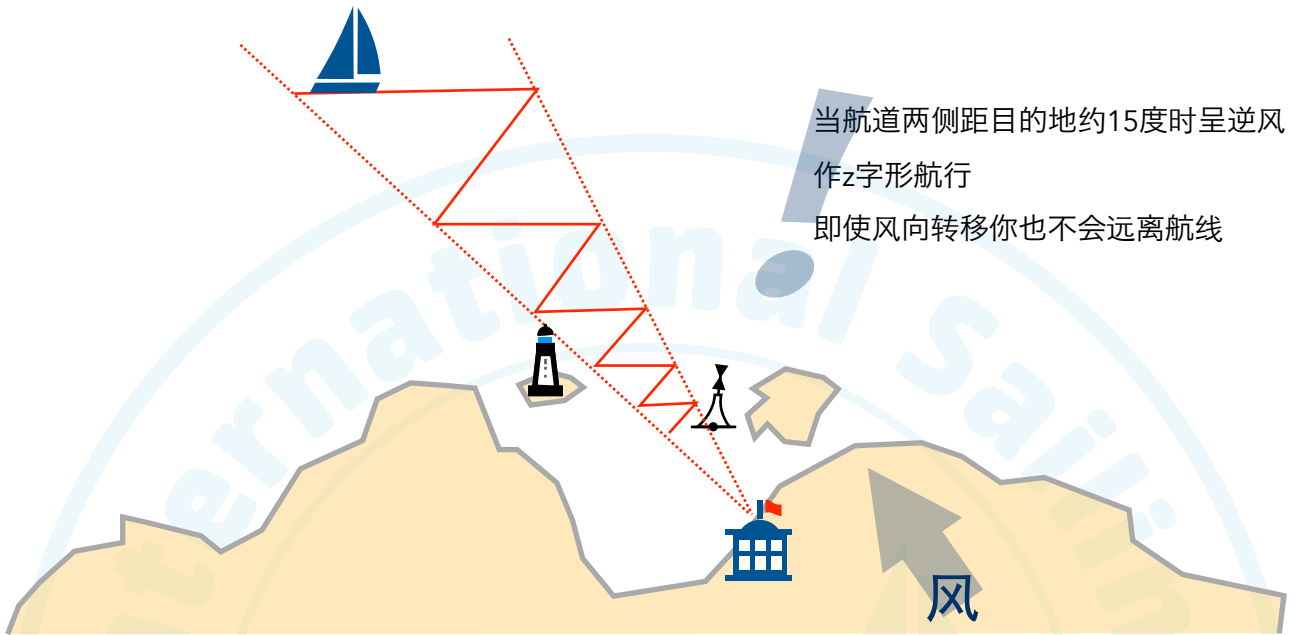 当航道两侧距目的地约15度时呈逆风
作z字形航行
即使风向转移你也不会远离航线
风
International Sailin